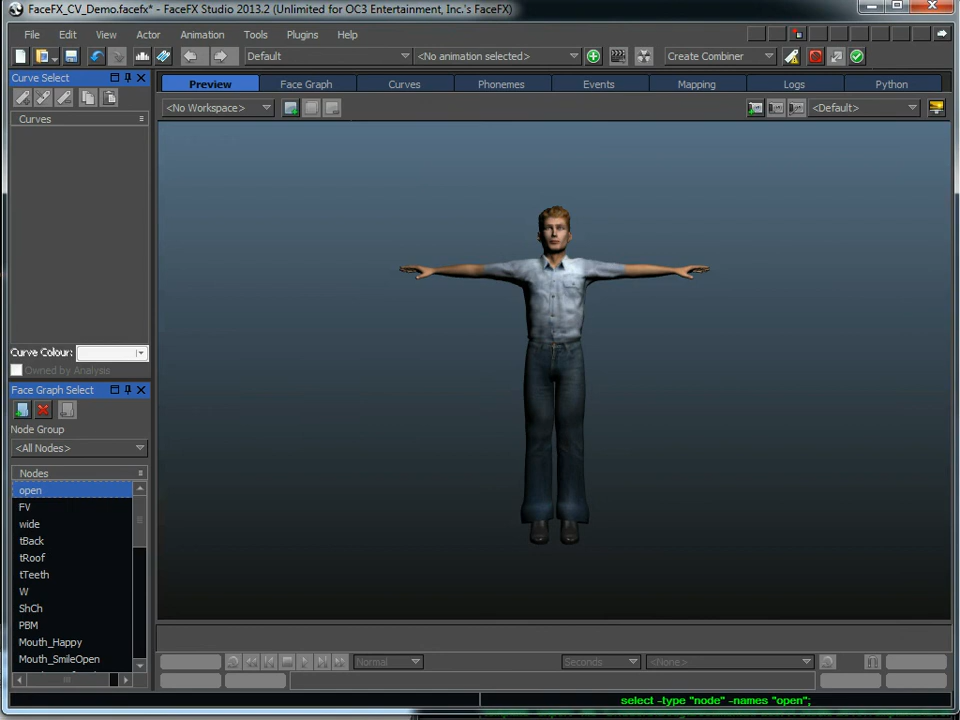 FaceFX_CV_Demo.facefx* - FaceFX Studio 2013.2 (Unlimited for OC3 Entertainment, Inc.'s FaceFX)
File Edit View Actor Animation Tools Plugins Help
Default <No animation selected> Create Combiner
Curve Select
Preview Face Graph Curves Phonemes Events Mapping Logs Python
<No Workspace> <Default>
Curves
Curve Colour:
Owned by Analysis
Face Graph Select
Node Group
<All Nodes>
Nodes
open
FV
wide
tBack
tRoof
tTeeth
W
ShCh
PBM
Mouth_Happy
Mouth_SmileOpen
Normal Seconds <None>
select -type "node" -names "open";